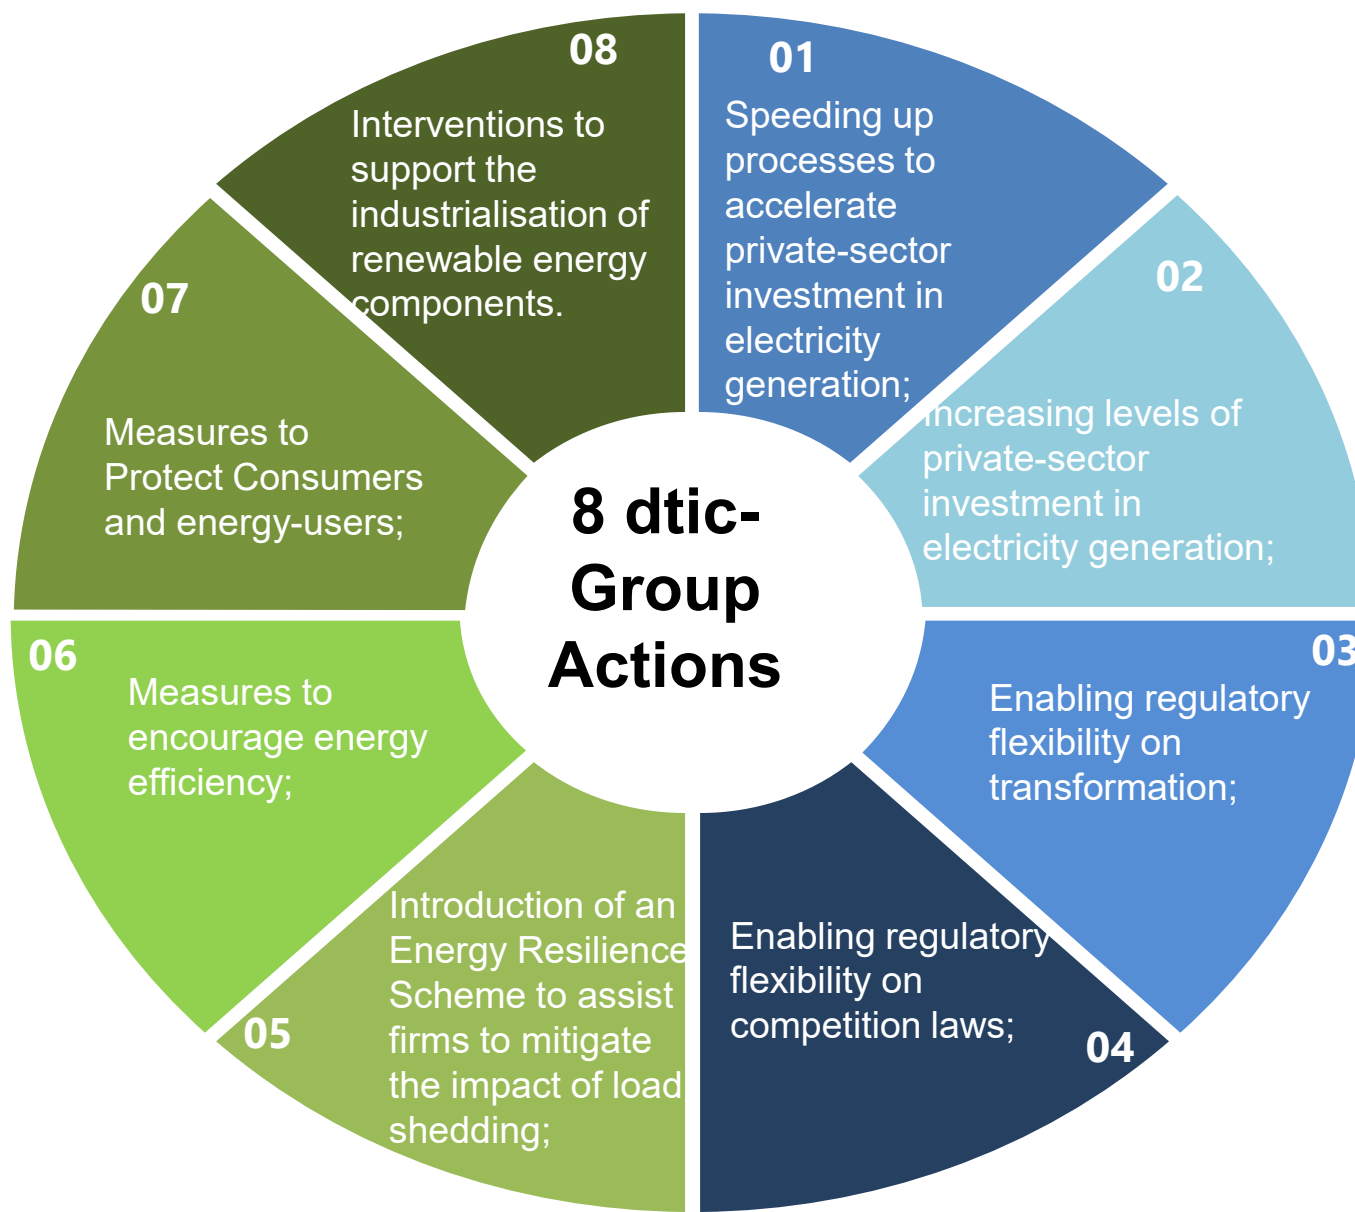 8 dtic-
Group
Actions
01
Speeding up
processes to
accelerate
private-sector
investment in
electricity
generation;
02
Increasing levels of
private-sector
investment in
electricity generation;
03
Enabling regulatory
flexibility on
transformation;
04
Enabling regulatory
flexibility on
competition laws;
05
Introduction of an
Energy Resilience
Scheme to assist
firms to mitigate
the impact of load
shedding;
06
Measures to
encourage energy
efficiency;
07
Measures to
Protect Consumers
and energy-users;
08
Interventions to
support the
industrialisation of
renewable energy
components.